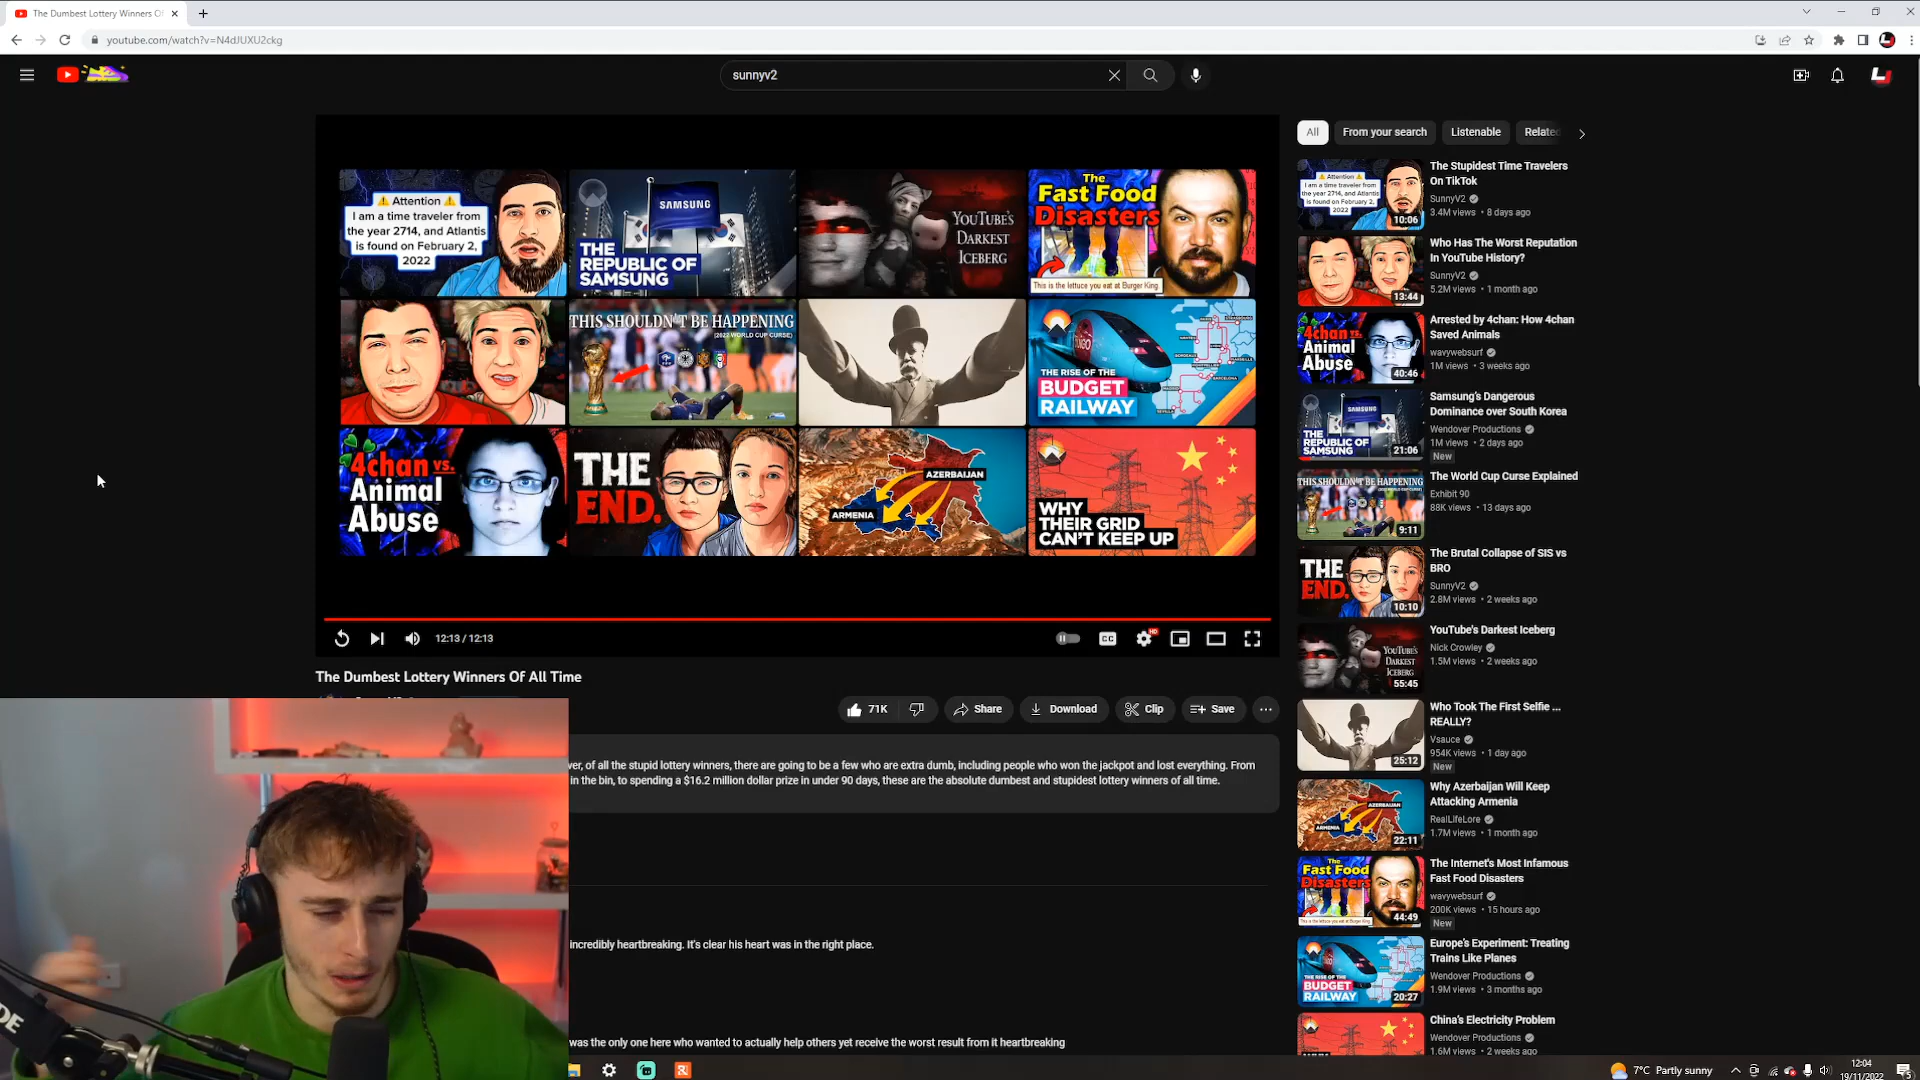 The Dumbest Lottery Winners Of
youtube.com/watch?v=N4dJUXU2ckg
sunnyv2
Attention
I am a time traveler from
the year 2714, and Atlantis
is found on February 2,
2022
SAMSUNG
THE
REPUBLIC OF
SAMSUNG
YOUTUBE'S
DARKEST
ICEBERG
The
Fast Food
Disasters
This is the lettuce you eat at Burger King.
THIS SHOULDN'T BE HAPPENING
(2022 WORLD CUP CURSE)
OUIGO
THE RISE OF THE
BUDGET
RAILWAY
4chan vs.
Animal
Abuse
THE
END.
AZERBAIJAN
ARMENIA
WHY
THEIR GRID
CAN'T KEEP UP
12:13 / 12:13
CC
HD
The Dumbest Lottery Winners Of All Time
71K
Share
Download
Clip
Save
ver, of all the stupid lottery winners, there are going to be a few who are extra dumb, including people who won the jackpot and lost everything. From
in the bin, to spending a $16.2 million dollar prize in under 90 days, these are the absolute dumbest and stupidest lottery winners of all time.
incredibly heartbreaking. It's clear his heart was in the right place.
was the only one here who wanted to actually help others yet receive the worst result from it heartbreaking
All
From your search
Listenable
Related
The Stupidest Time Travelers
On TikTok
SunnyV2
3.4M views • 8 days ago
10:06
Who Has The Worst Reputation
In YouTube History?
SunnyV2
5.2M views • 1 month ago
13:44
Arrested by 4chan: How 4chan
Saved Animals
wavywebsurf
1M views • 3 weeks ago
40:46
Samsung's Dangerous
Dominance over South Korea
Wendover Productions
1M views • 2 days ago
New
21:06
The World Cup Curse Explained
Exhibit 90
88K views • 13 days ago
9:11
The Brutal Collapse of SIS vs
BRO
SunnyV2
2.8M views • 2 weeks ago
10:10
YouTube's Darkest Iceberg
Nick Crowley
1.5M views • 2 weeks ago
55:45
Who Took The First Selfie ...
REALLY?
Vsauce
954K views • 1 day ago
New
25:12
Why Azerbaijan Will Keep
Attacking Armenia
RealLifeLore
1.7M views • 1 month ago
22:11
The Internet's Most Infamous
Fast Food Disasters
wavywebsurf
200K views • 15 hours ago
New
44:49
Europe's Experiment: Treating
Trains Like Planes
Wendover Productions
1.9M views • 3 months ago
20:27
China's Electricity Problem
Wendover Productions
1.6M views • 2 weeks ago
7°C Partly sunny
12:04
19/11/2022